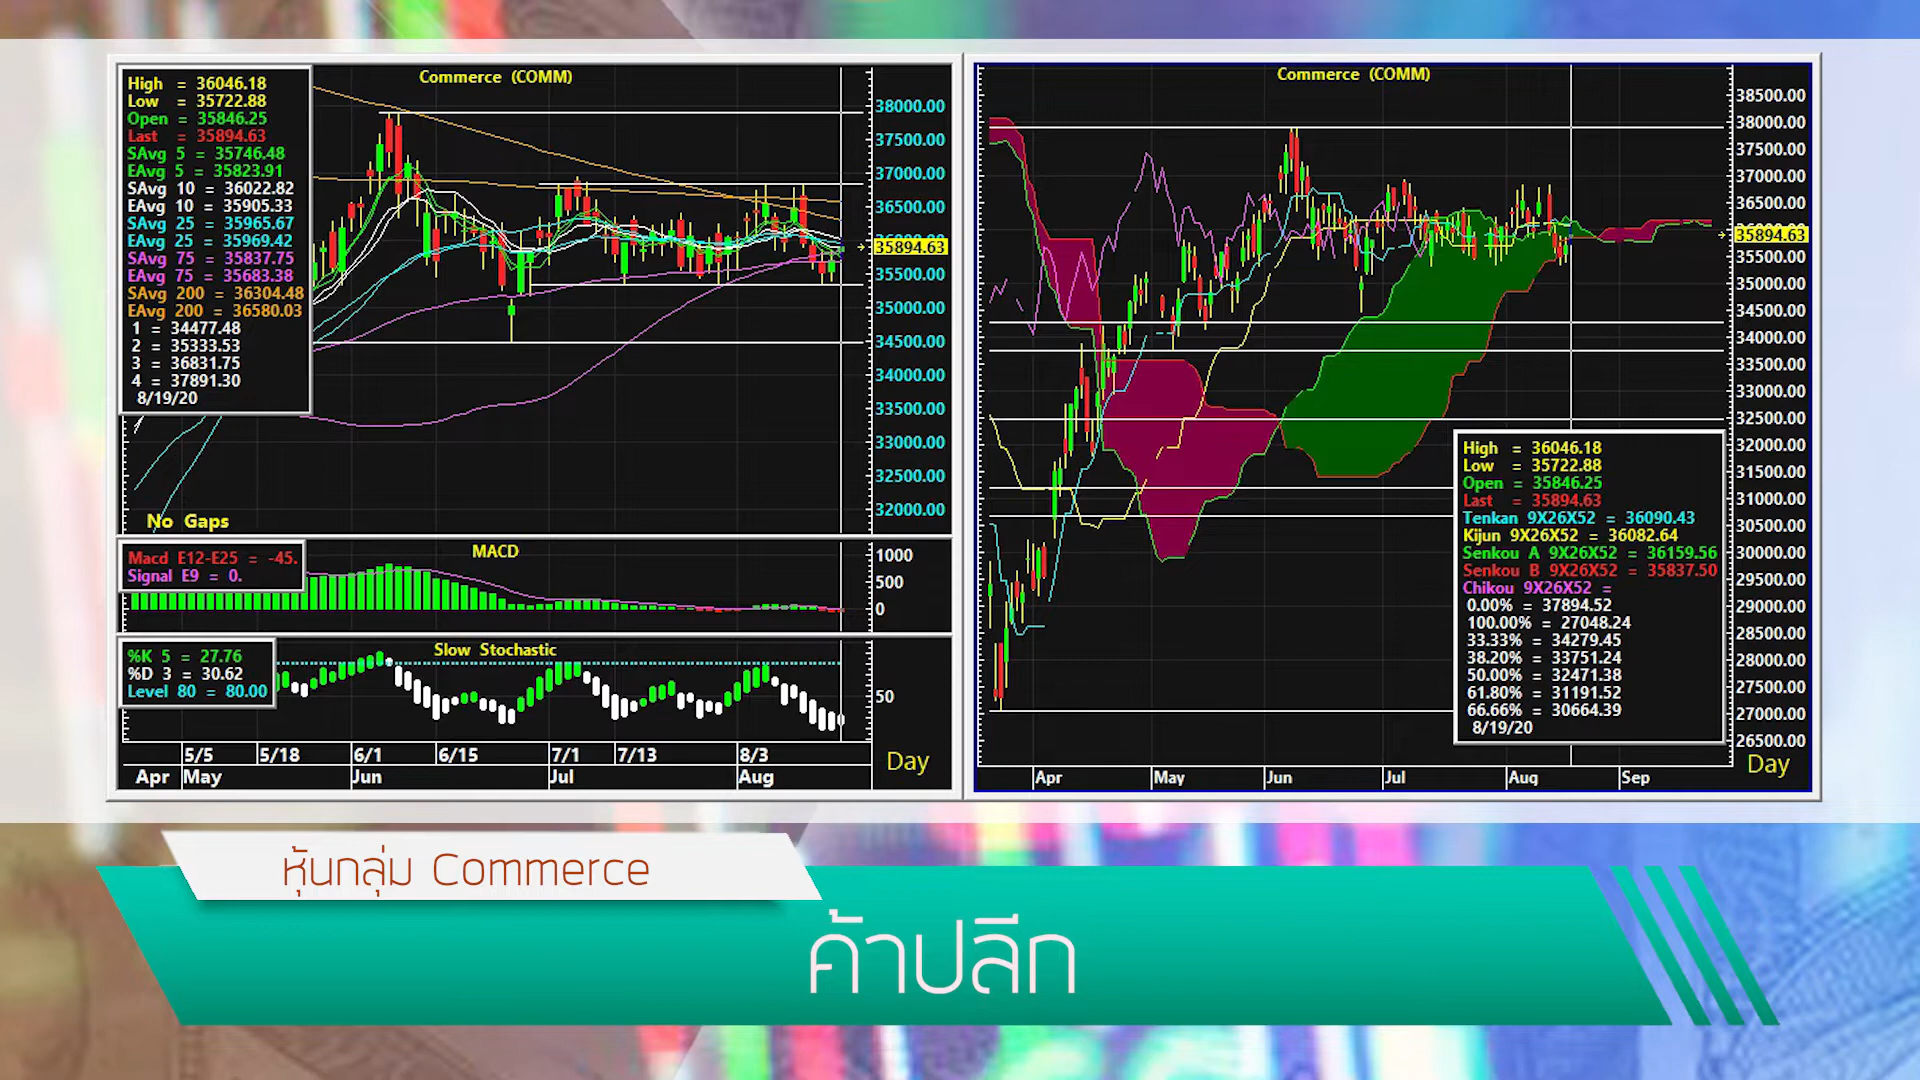 Commerce (COMM)
High = 36046.18
Low = 35722.88
Open = 35846.25
Last = 35894.63
SAvg 5 = 35746.48
EAvg 5 = 35823.91
SAvg 10 = 36022.82
EAvg 10 = 35905.33
SAvg 25 = 35965.67
EAvg 25 = 35969.42
SAvg 75 = 35837.75
EAvg 75 = 35683.38
SAvg 200 = 36304.48
EAvg 200 = 36580.03
1 = 34477.48
2 = 35333.53
3 = 36831.75
4 = 37891.30
8/19/20
No Gaps
38000.00
37500.00
37000.00
36500.00
35894.63
35500.00
35000.00
34500.00
34000.00
33500.00
33000.00
32500.00
32000.00
MACD
Macd E12-E25 = -45.
Signal E9 = 0.
1000
500
0
Slow Stochastic
%K 5 = 27.76
%D 3 = 30.62
Level 80 = 80.00
50
5/5 5/18 6/1 6/15 7/1 7/13 8/3
Apr May Jun Jul Aug
Day
Commerce (COMM)
38500.00
38000.00
37500.00
37000.00
36500.00
35894.63
35500.00
35000.00
34500.00
34000.00
33500.00
33000.00
32500.00
32000.00
31500.00
31000.00
30500.00
30000.00
29500.00
29000.00
28500.00
28000.00
27500.00
27000.00
26500.00
High = 36046.18
Low = 35722.88
Open = 35846.25
Last = 35894.63
Tenkan 9X26X52 = 36090.43
Kijun 9X26X52 = 36082.64
Senkou A 9X26X52 = 36159.56
Senkou B 9X26X52 = 35837.50
Chikou 9X26X52 =
0.00% = 37894.52
100.00% = 27048.24
33.33% = 34279.45
38.20% = 33751.24
50.00% = 32471.38
61.80% = 31191.52
66.66% = 30664.39
8/19/20
Apr May Jun Jul Aug Sep
Day
หุ้นกลุ่ม Commerce
ค้าปลีก